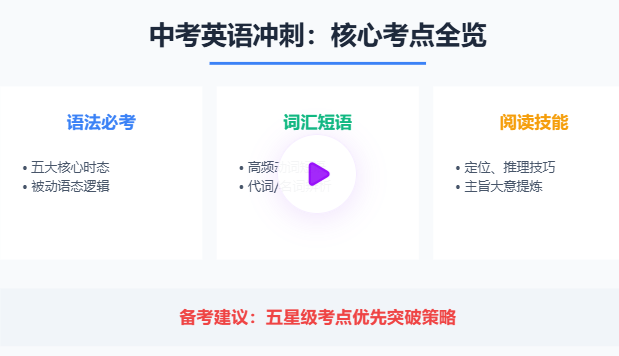 中考英语冲刺：核心考点全览
语法必考
• 五大核心时态
• 被动语态逻辑
词汇短语
• 高频动
• 代词/
阅读技能
• 定位、推理技巧
• 主旨大意提炼
备考建议：五星级考点优先突破策略